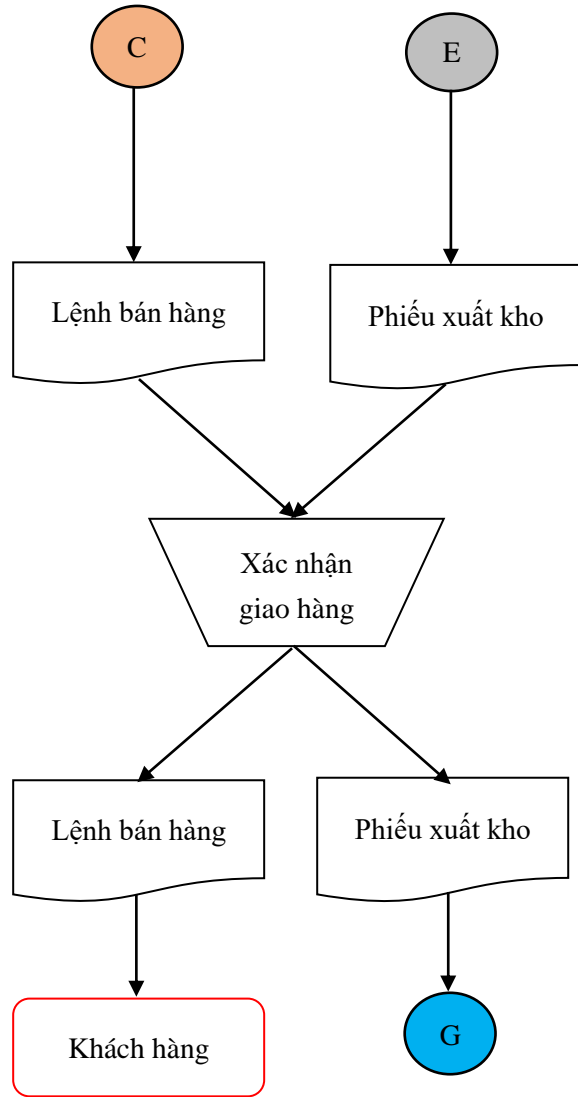 C
E
Lệnh bán hàng
Phiếu xuất kho
Xác nhận
giao hàng
Lệnh bán hàng
Phiếu xuất kho
Khách hàng
G